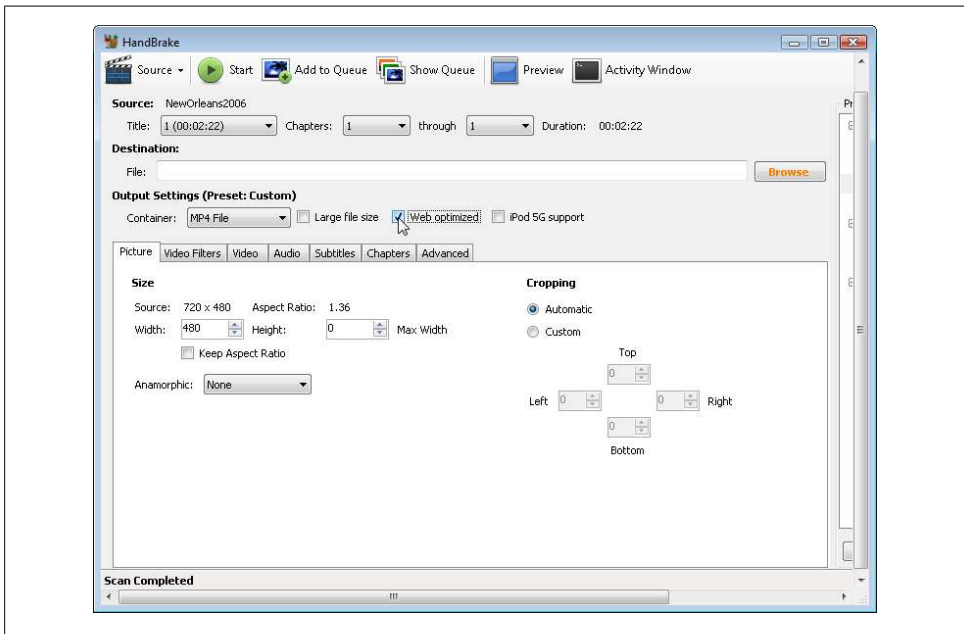 HandBrake
Source Start Add to Queue Show Queue Preview Activity Window
Source: NewOrleans2006
Title: 1 (00:02:22) Chapters: 1 through 1 Duration: 00:02:22
Destination:
File: Browse
Output Settings (Preset: Custom)
Container: MP4 File Large file size Web optimized iPod 5G support
Picture Video Filters Video Audio Subtitles Chapters Advanced
Size Cropping
Source: 720 x 480 Aspect Ratio: 1.36 Automatic
Width: 480 Height: 0 Max Width Custom
Keep Aspect Ratio Top
0
Anamorphic: None
Left 0 0 Right
0
Bottom
Scan Completed